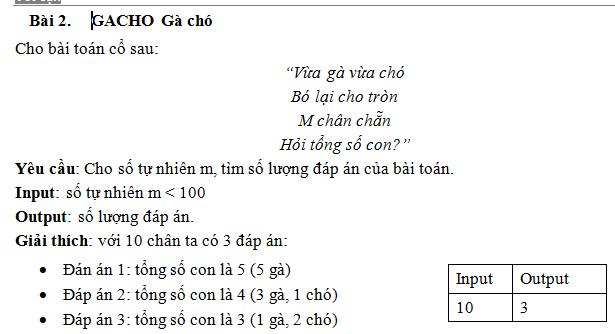 Bài 2. GACHO Gà chó
Cho bài toán cổ sau:
“Vừa gà vừa chó
Bó lại cho tròn
M chân chẵn
Hỏi tổng số con?”
Yêu cầu: Cho số tự nhiên m, tìm số lượng đáp án của bài toán.
Input: số tự nhiên m < 100
Output: số lượng đáp án.
Giải thích: với 10 chân ta có 3 đáp án:
• Đán án 1: tổng số con là 5 (5 gà)
• Đáp án 2: tổng số con là 4 (3 gà, 1 chó)
• Đáp án 3: tổng số con là 3 (1 gà, 2 chó)
Input Output
10 3